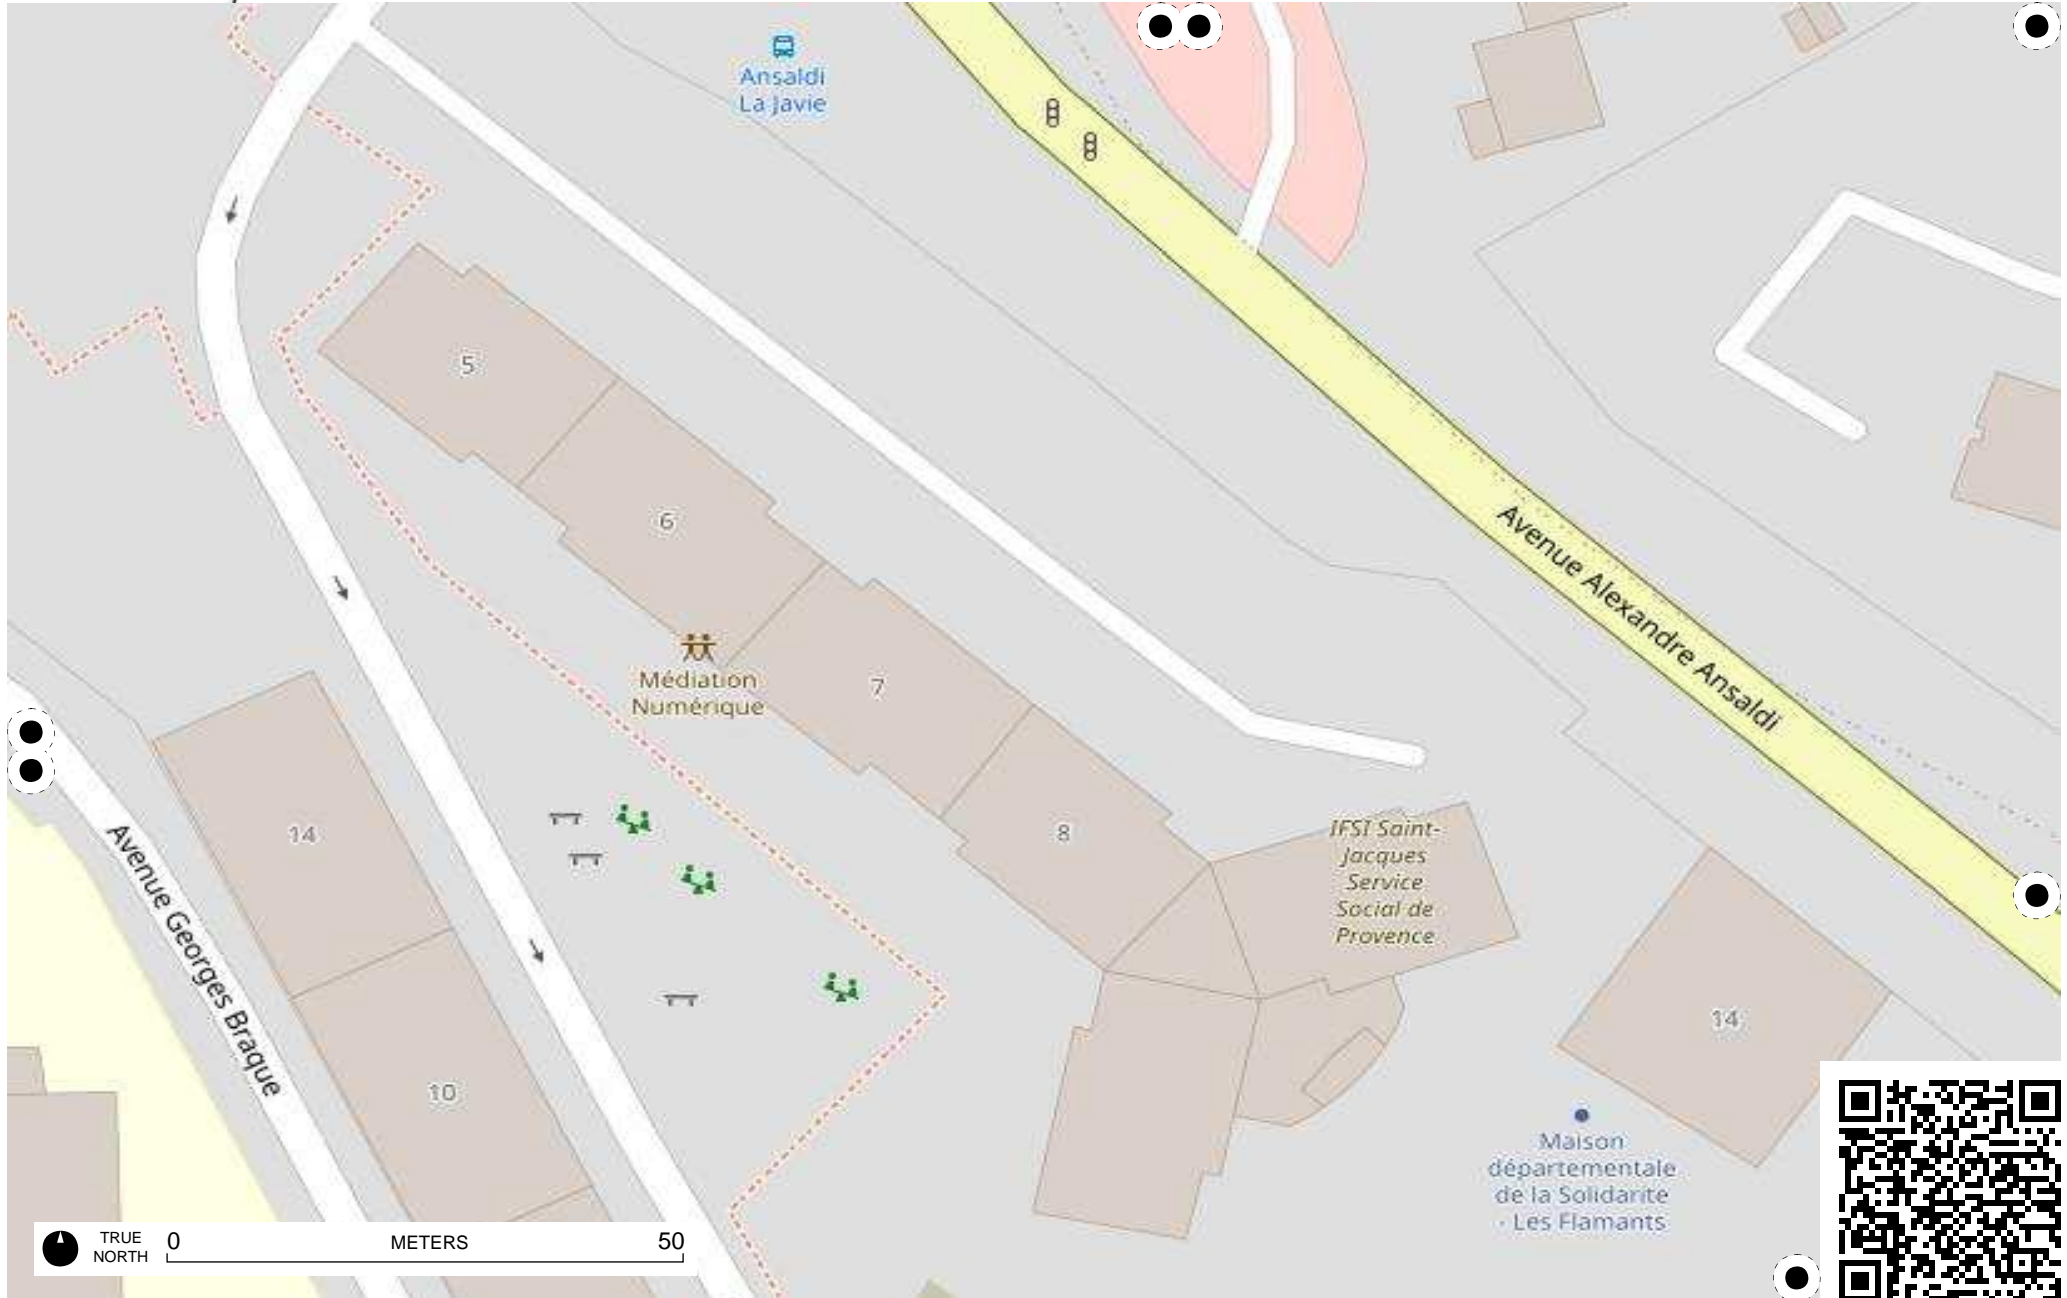 Ansaldi
La Javie
5
6
Avenue Alexandre Ansaldi
Médiation
Numérique
7
14
8
IFSI Saint-
Jacques
Service
Social de
Provence
Avenue Georges Braque
14
10
Maison
départementale
de la Solidarite
- Les Flamants
TRUE
NORTH
0 METERS 50